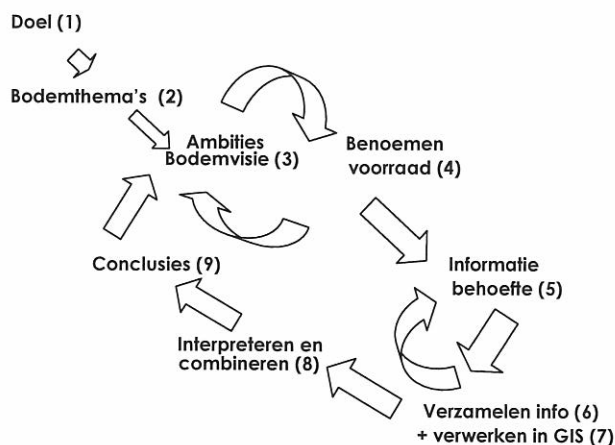 Doel (1)
Bodemthema's (2)
Ambities
Bodemvisie (3)
Benoemen
voorraad (4)
Informatie
behoefte (5)
Verzamelen info (6)
+ verwerken in GIS (7)
Interpreteren en
combineren (8)
Conclusies (9)